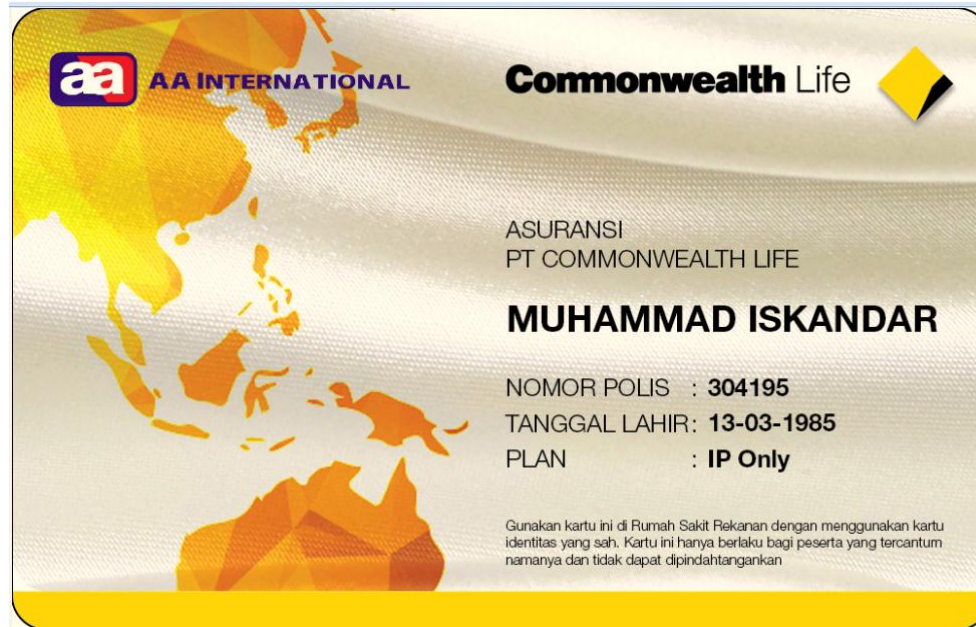 aa AA INTERNATIONAL
Commonwealth Life
ASURANSI
PT COMMONWEALTH LIFE
MUHAMMAD ISKANDAR
NOMOR POLIS : 304195
TANGGAL LAHIR: 13-03-1985
PLAN : IP Only
Gunakan kartu ini di Rumah Sakit Rekanan dengan menggunakan kartu
identitas yang sah. Kartu ini hanya berlaku bagi peserta yang tercantum
namanya dan tidak dapat dipindahtangankan